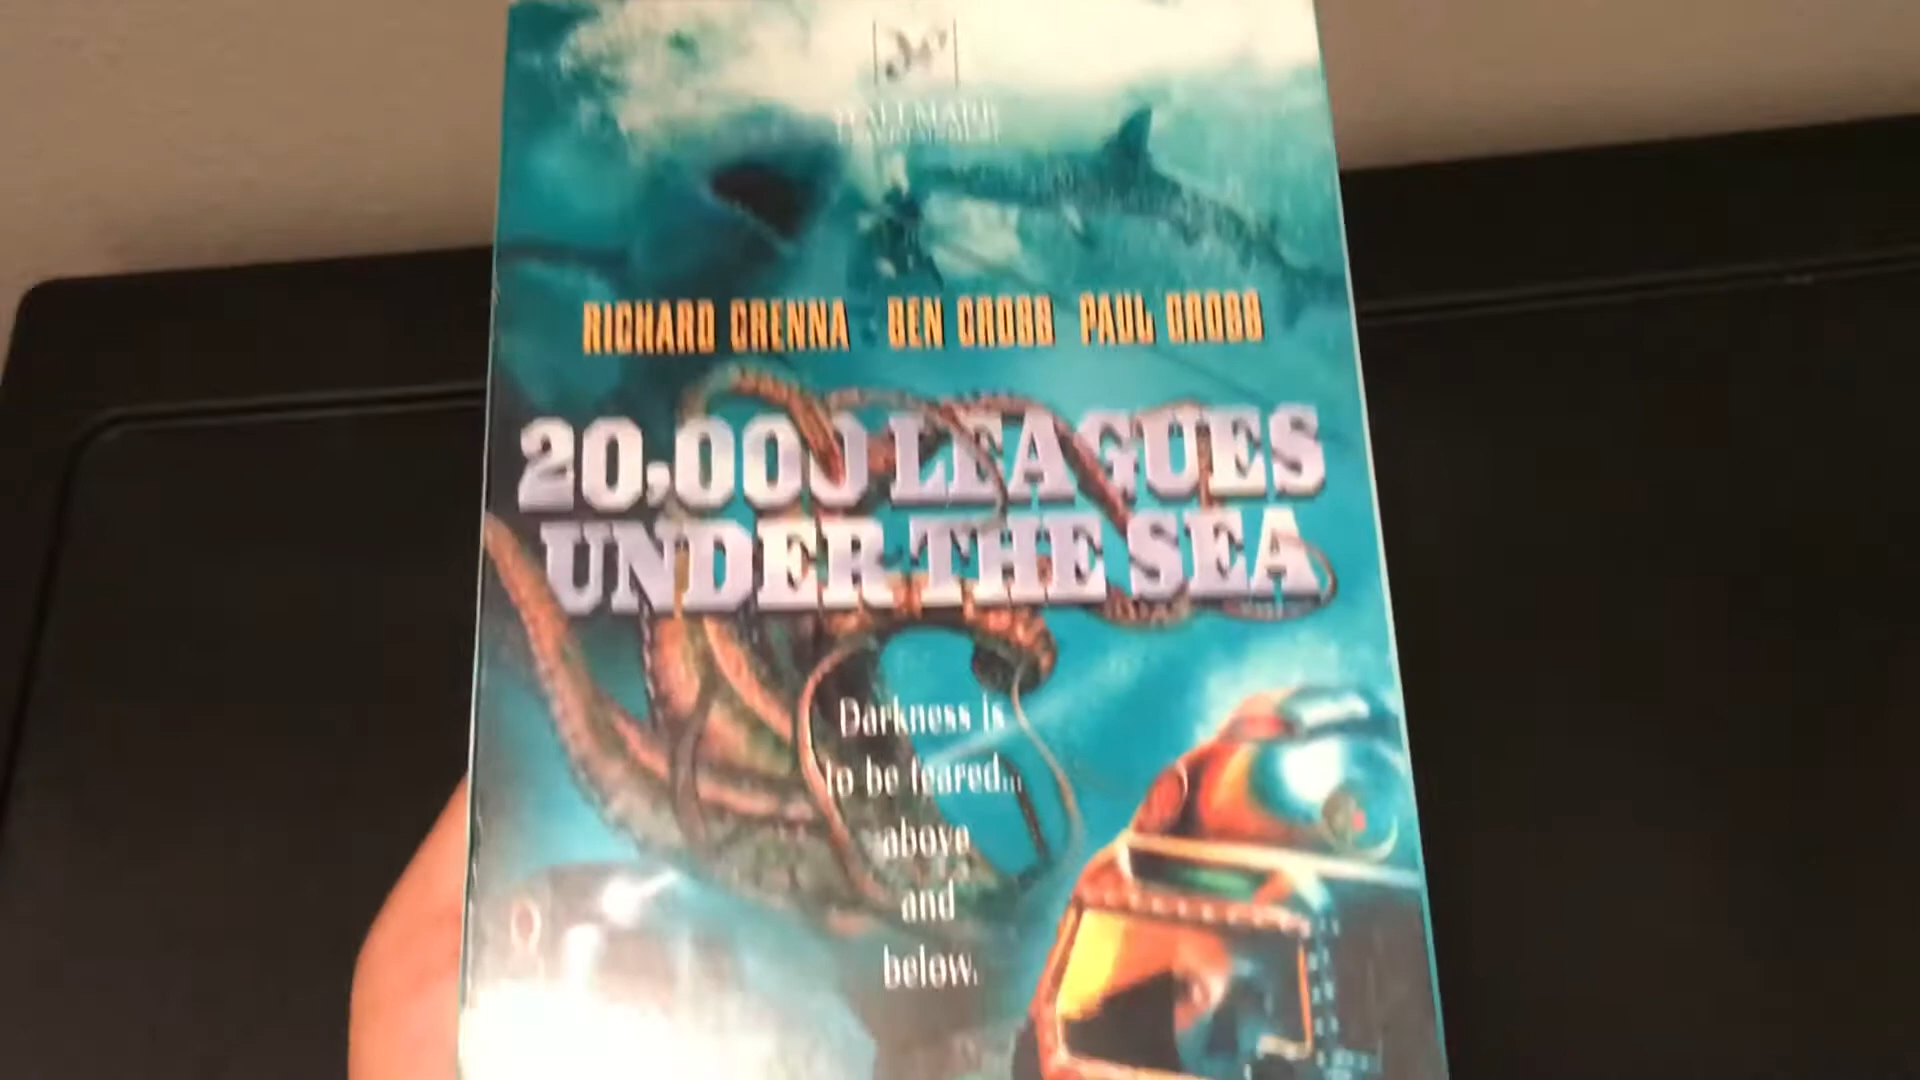 HALLMARK
RICHARD CRENNA BEN CROSS PAUL GROSS
20,000 LEAGUES
UNDER THE SEA
Darkness is
to be feared...
above
and
below.